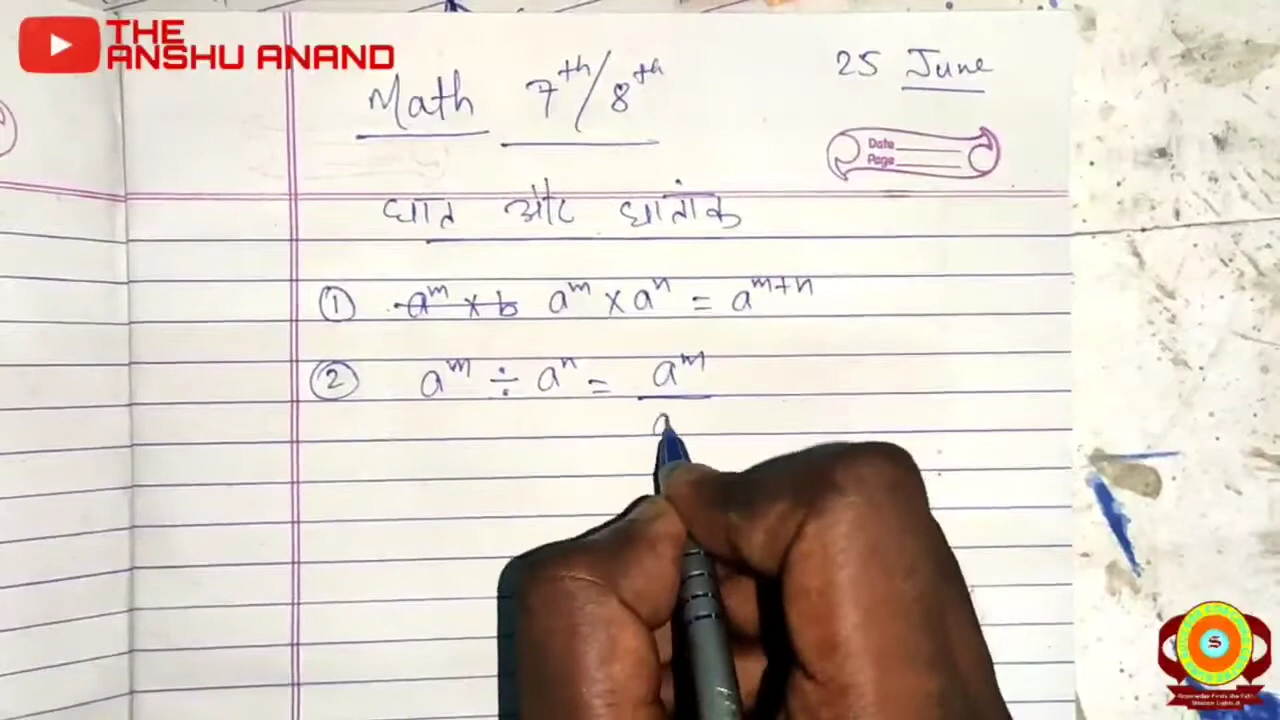 THE
ANSHU ANAND
Math 7th/8th
25 June
Date
Page
घात और घातांक
① a^m × b a^m × a^n = a^{m+n}
② a^m ÷ a^n = a^m / a
S